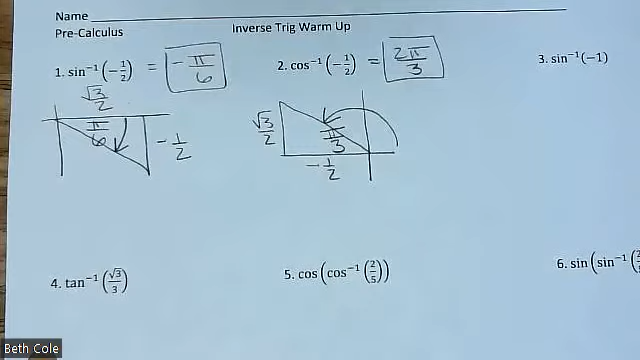 Name
Pre-Calculus
Inverse Trig Warm Up
1. sin⁻¹(-1/2) = -π/6
2. cos⁻¹(-1/2) = 2π/3
3. sin⁻¹(-1)
√3/2
π/6
-1/2
√3/2
π/3
-1/2
4. tan⁻¹(√3/3)
5. cos(cos⁻¹(2/5))
6. sin(sin⁻¹(
Beth Cole